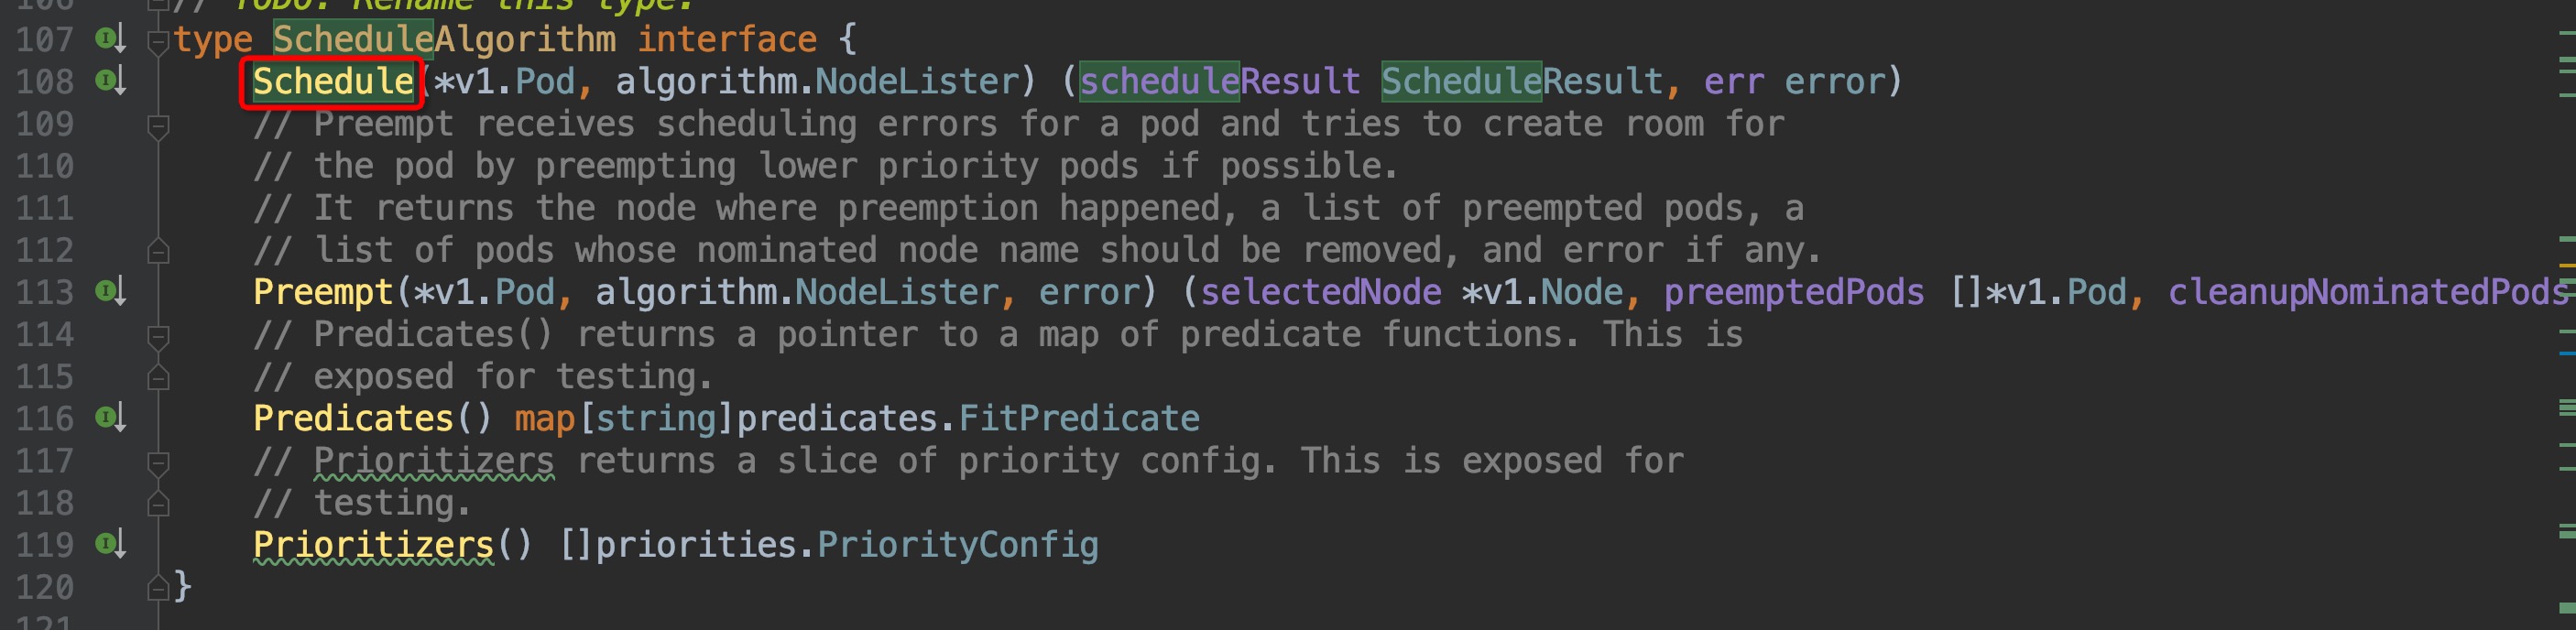 106 // TODO: Rename this type.
107 type ScheduleAlgorithm interface {
108 Schedule(*v1.Pod, algorithm.NodeLister) (scheduleResult ScheduleResult, err error)
109 // Preempt receives scheduling errors for a pod and tries to create room for
110 // the pod by preempting lower priority pods if possible.
111 // It returns the node where preemption happened, a list of preempted pods, a
112 // list of pods whose nominated node name should be removed, and error if any.
113 Preempt(*v1.Pod, algorithm.NodeLister, error) (selectedNode *v1.Node, preemptedPods []*v1.Pod, cleanupNominatedPods
114 // Predicates() returns a pointer to a map of predicate functions. This is
115 // exposed for testing.
116 Predicates() map[string]predicates.FitPredicate
117 // Prioritizers returns a slice of priority config. This is exposed for
118 // testing.
119 Prioritizers() []priorities.PriorityConfig
120 }
121